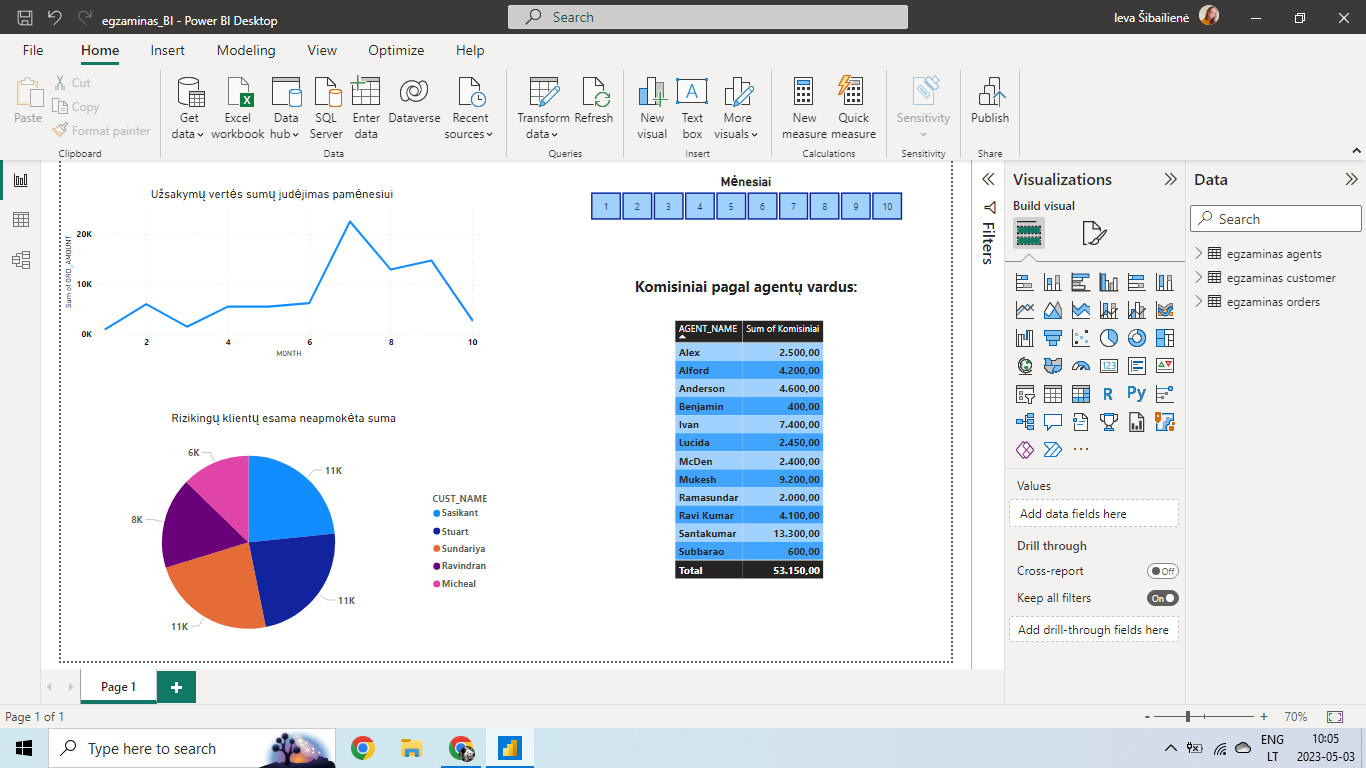 egzaminas_BI - Power BI Desktop
Search
Ieva Šibailienė
File Home Insert Modeling View Optimize Help
Paste
Cut
Copy
Format painter
Clipboard
Get data
Excel workbook
Data hub
SQL Server
Enter data
Dataverse
Recent sources
Data
Transform data
Refresh
Queries
New visual
Text box
More visuals
Insert
New measure
Quick measure
Calculations
Sensitivity
Sensitivity
Publish
Share
Užsakymų vertės sumų judėjimas pamėnesiui
Sum of ORD_AMOUNT
20K
10K
0K
2 4 6 8 10
MONTH
Mėnesiai
1 2 3 4 5 6 7 8 9 10
Rizikingų klientų esama neapmokėta suma
6K
11K
8K
11K
11K
CUST_NAME
Sasikant
Stuart
Sundariya
Ravindran
Micheal
Komisiniai pagal agentų vardus:
AGENT_NAME Sum of Komisiniai
Alex 2.500,00
Alford 4.200,00
Anderson 4.600,00
Benjamin 400,00
Ivan 7.400,00
Lucida 2.450,00
McDen 2.400,00
Mukesh 9.200,00
Ramasundar 2.000,00
Ravi Kumar 4.100,00
Santakumar 13.300,00
Subbarao 600,00
Total 53.150,00
Filters
Visualizations
Build visual
123
R
Py
Values
Add data fields here
Drill through
Cross-report Off
Keep all filters On
Add drill-through fields here
Data
Search
egzaminas agents
egzaminas customer
egzaminas orders
Page 1
Page 1 of 1
- + 70%
Type here to search
ENG
LT
10:05
2023-05-03